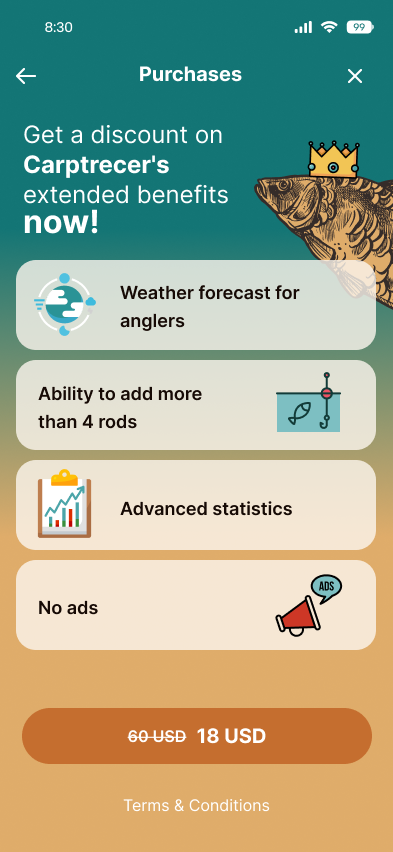 8:30
99
Purchases
Get a discount on
Carptrecer's
extended benefits
now!
Weather forecast for
anglers
Ability to add more
than 4 rods
Advanced statistics
ADS
No ads
60 USD 18 USD
Terms & Conditions